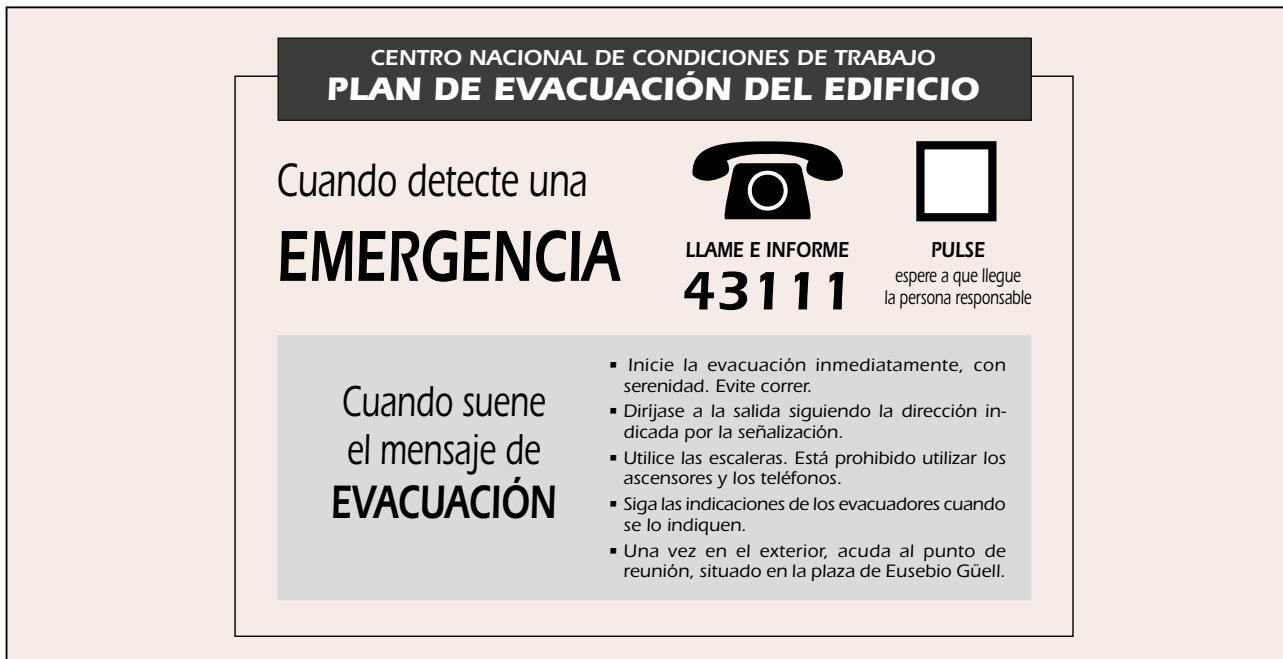 CENTRO NACIONAL DE CONDICIONES DE TRABAJO
PLAN DE EVACUACIÓN DEL EDIFICIO
Cuando detecte una
EMERGENCIA
LLAME E INFORME
43111
PULSE
espere a que llegue
la persona responsable
Cuando suene
el mensaje de
EVACUACIÓN
▪ Inicie la evacuación inmediatamente, con
serenidad. Evite correr.
▪ Diríjase a la salida siguiendo la dirección in-
dicada por la señalización.
▪ Utilice las escaleras. Está prohibido utilizar los
ascensores y los teléfonos.
▪ Siga las indicaciones de los evacuadores cuando
se lo indiquen.
▪ Una vez en el exterior, acuda al punto de
reunión, situado en la plaza de Eusebio Güell.